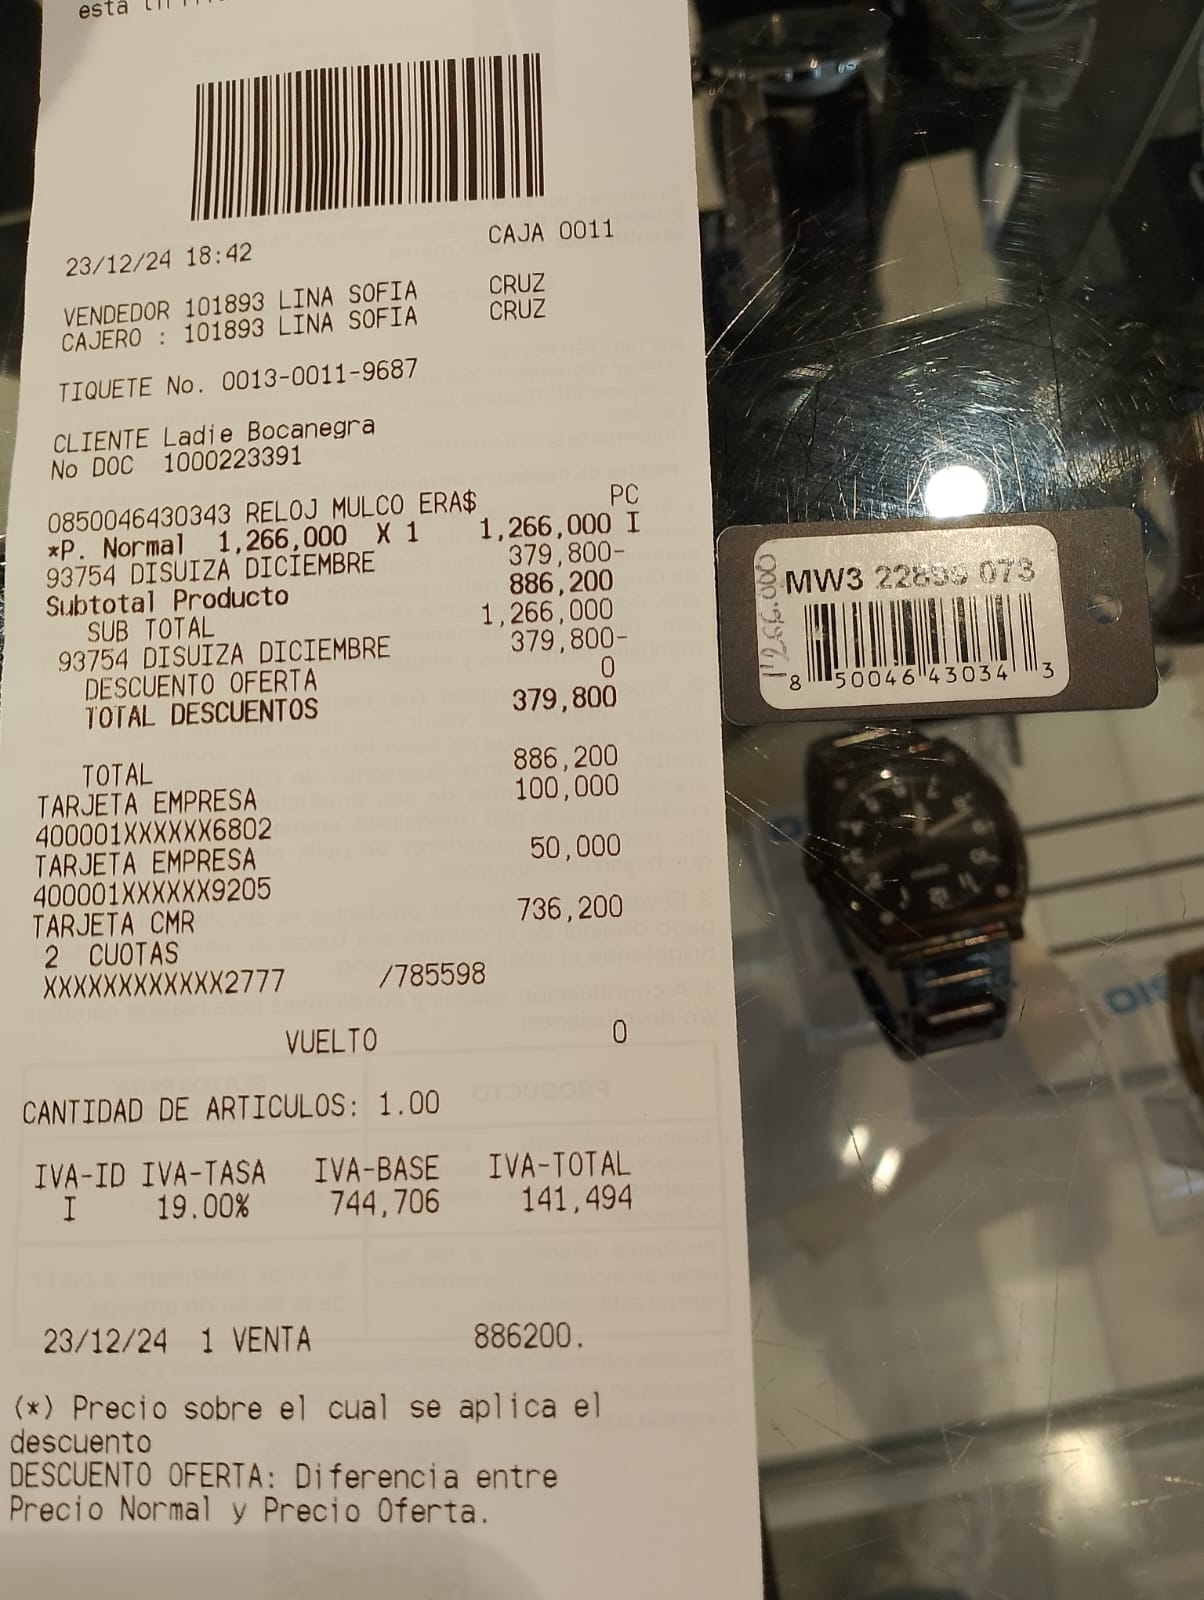 esta
23/12/24 18:42 CAJA 0011
VENDEDOR 101893 LINA SOFIA CRUZ
CAJERO : 101893 LINA SOFIA CRUZ
TIQUETE No. 0013-0011-9687
CLIENTE Ladie Bocanegra
No DOC 1000223391
0850046430343 RELOJ MULCO ERA$ PC
*P. Normal 1,266,000 X 1 1,266,000 I
93754 DISUIZA DICIEMBRE 379,800-
Subtotal Producto 886,200
SUB TOTAL 1,266,000
93754 DISUIZA DICIEMBRE 379,800-
DESCUENTO OFERTA 0
TOTAL DESCUENTOS 379,800
TOTAL 886,200
TARJETA EMPRESA 100,000
400001XXXXXX6802
TARJETA EMPRESA 50,000
400001XXXXXX9205
TARJETA CMR 736,200
2 CUOTAS
XXXXXXXXXXXX2777 /785598
VUELTO 0
CANTIDAD DE ARTICULOS: 1.00
IVA-ID IVA-TASA IVA-BASE IVA-TOTAL
I 19.00% 744,706 141,494
23/12/24 1 VENTA 886200.
(*) Precio sobre el cual se aplica el
descuento
DESCUENTO OFERTA: Diferencia entre
Precio Normal y Precio Oferta.
1'266.000
MW3 22899 073
8 50046 43034 3